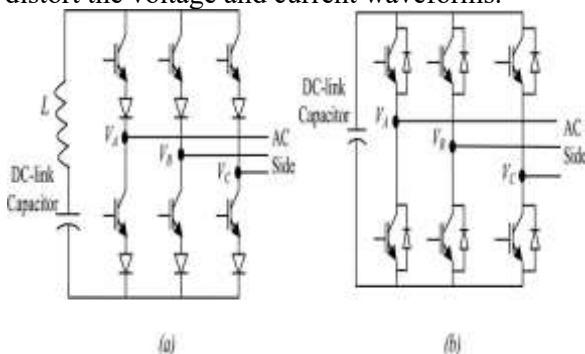 distort the voltage and current waveforms.
L
DC-link
Capacitor
V_A
V_B
V_C
AC
Side
(a)
DC-link
Capacitor
V_A
V_B
V_C
AC
Side
(b)